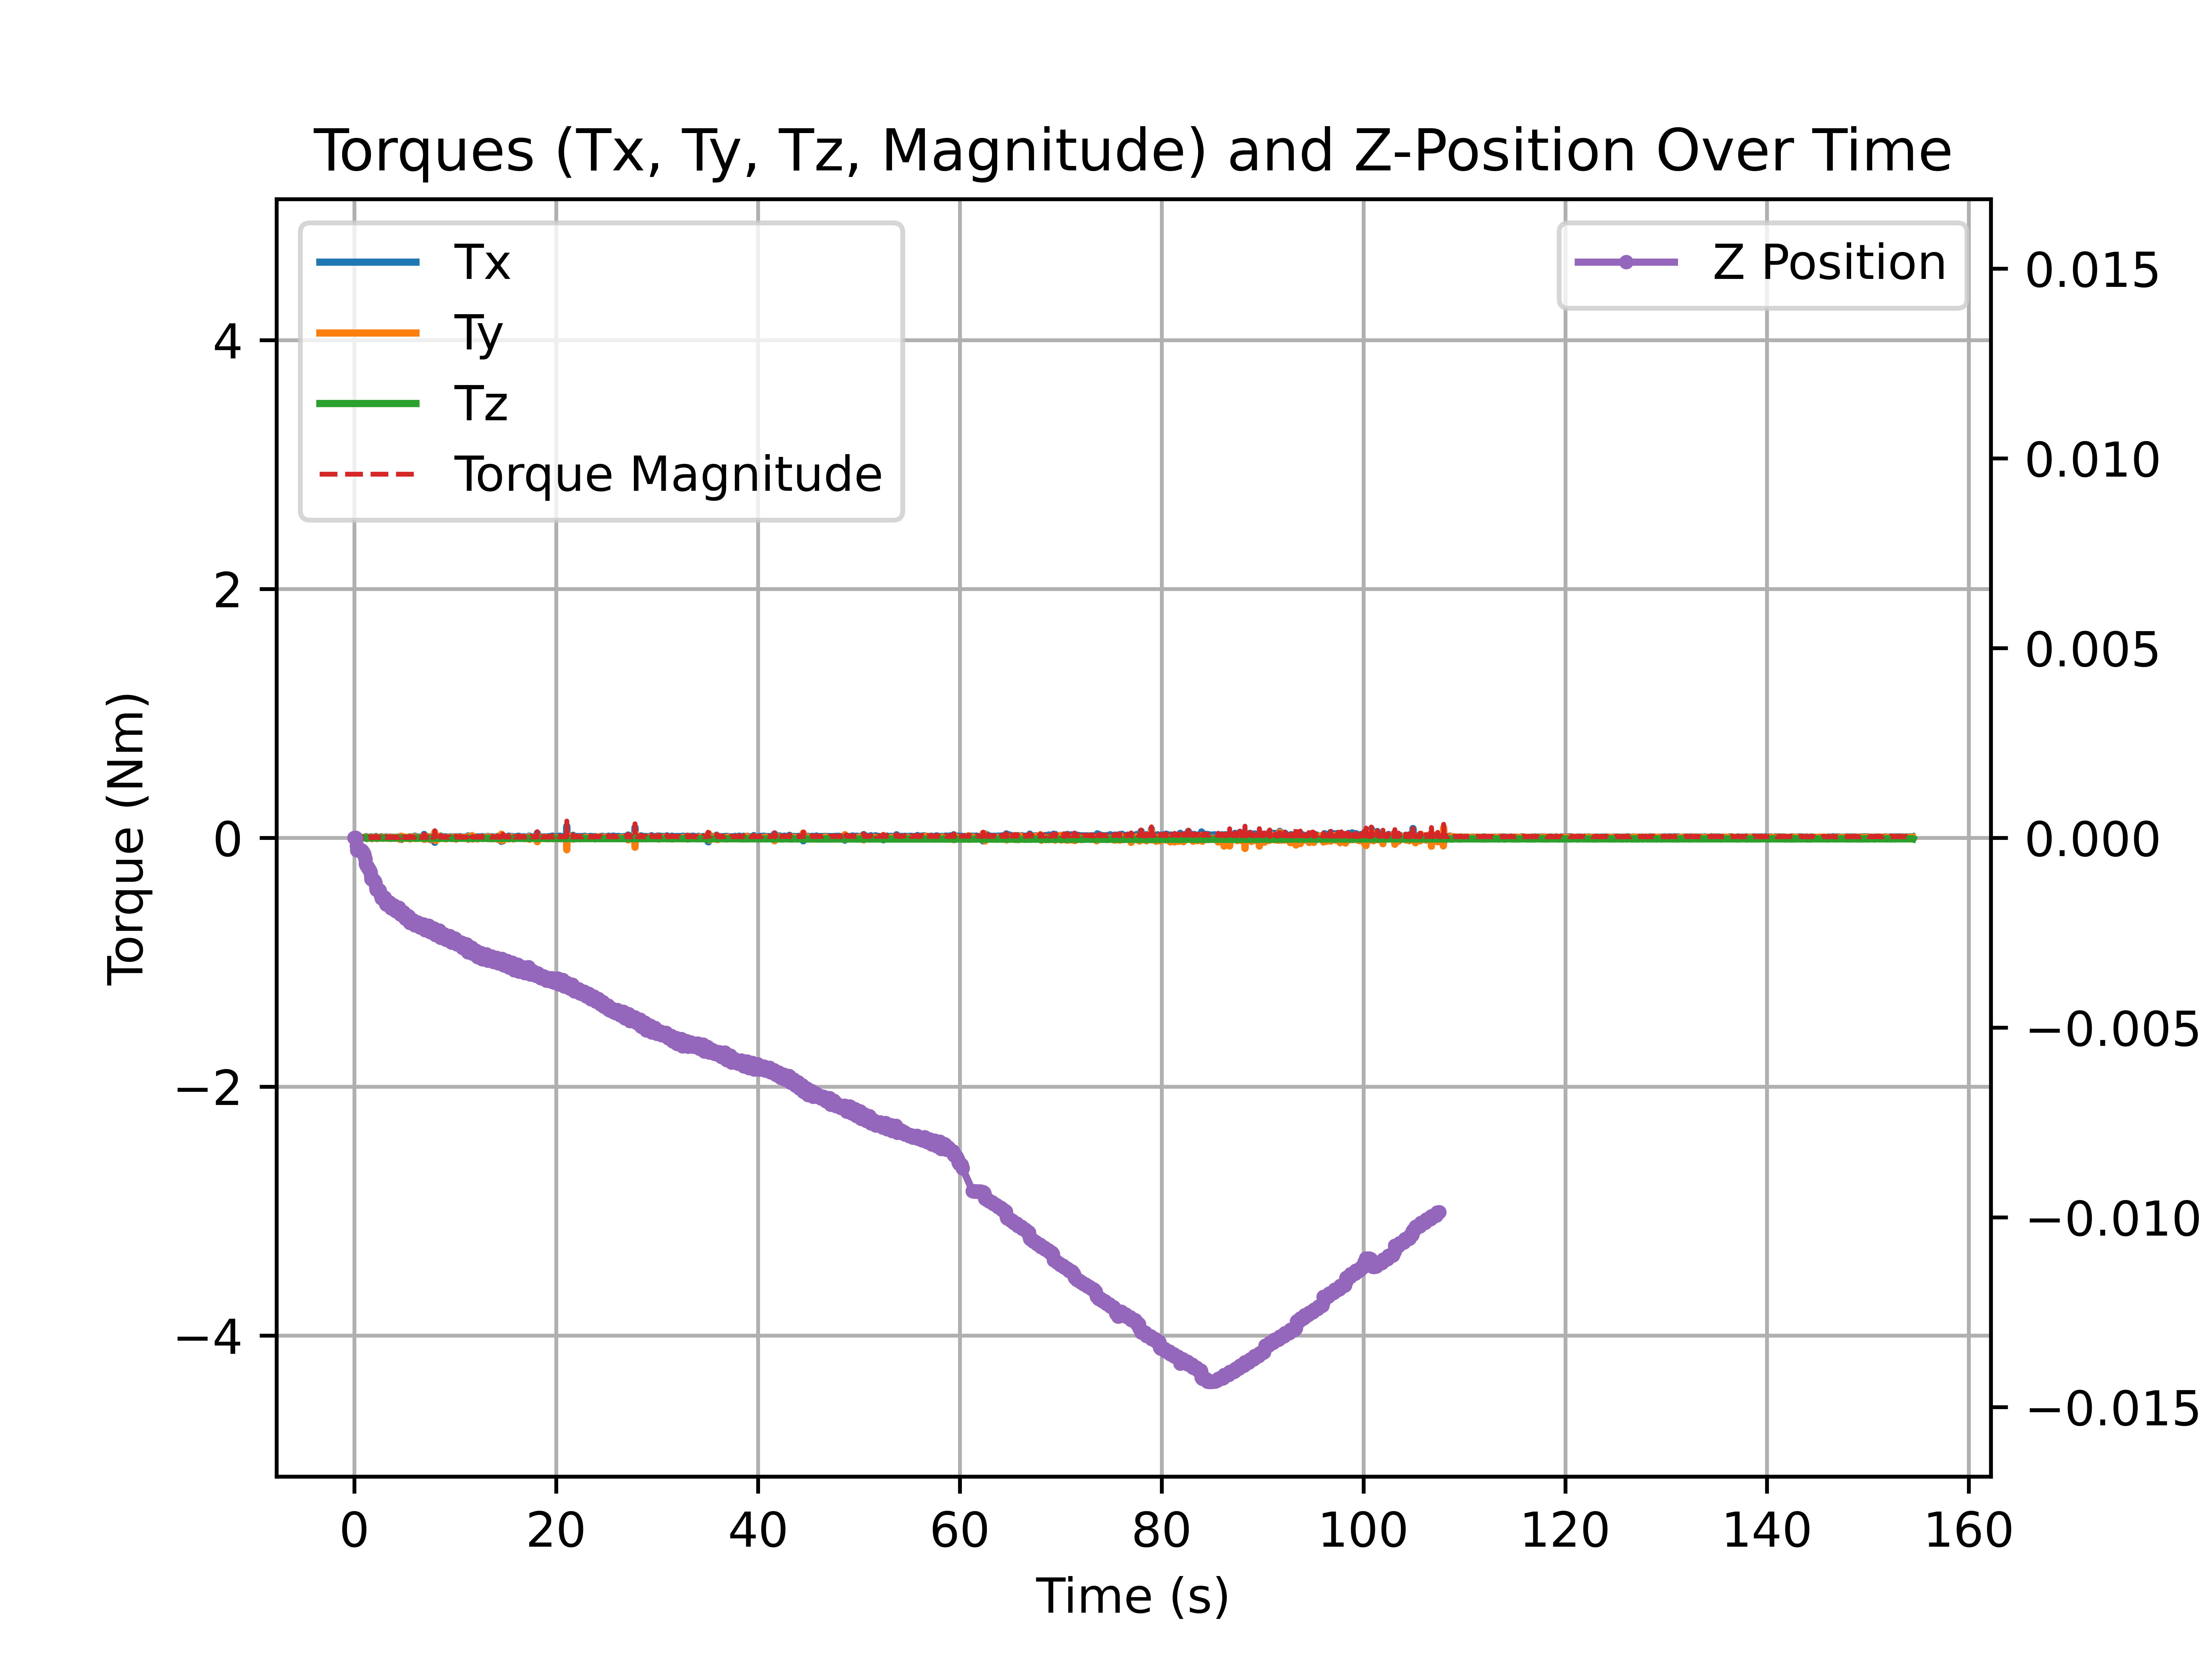 Torques (Tx, Ty, Tz, Magnitude) and Z-Position Over Time
Tx
Ty
Tz
Torque Magnitude
Z Position
Torque (Nm)
4
2
0
−2
−4
0.015
0.010
0.005
0.000
−0.005
−0.010
−0.015
0 20 40 60 80 100 120 140 160
Time (s)